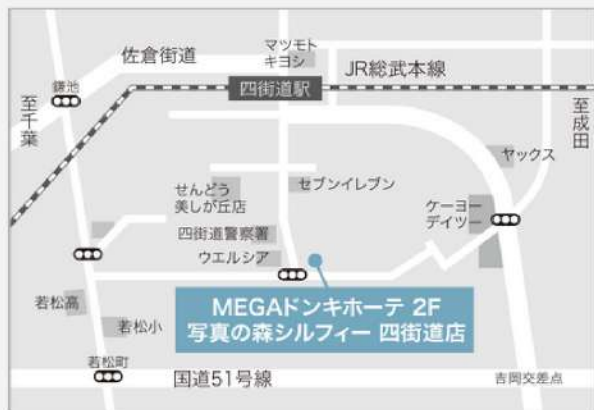 マツモト
キヨシ
佐倉街道
JR総武本線
鎌池
四街道駅
至千葉
至成田
ヤックス
せんどう
美しが丘店
セブンイレブン
ケーヨー
デイツー
四街道警察署
ウエルシア
MEGAドンキホーテ 2F
写真の森シルフィー 四街道店
若松高
若松小
若松町
国道51号線
吉岡交差点